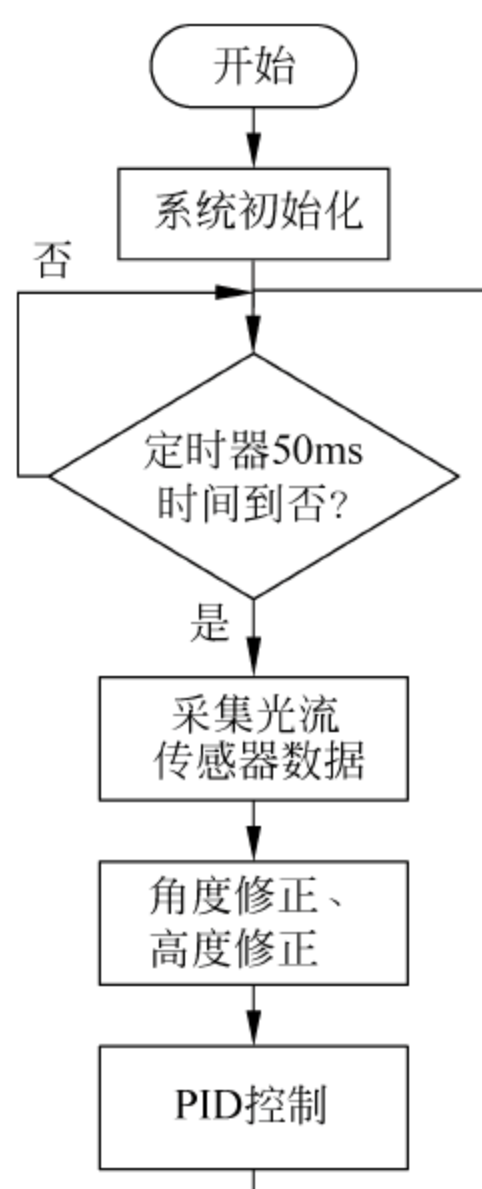 开始
系统初始化
否
定时器50ms
时间到否?
是
采集光流
传感器数据
角度修正、
高度修正
PID控制